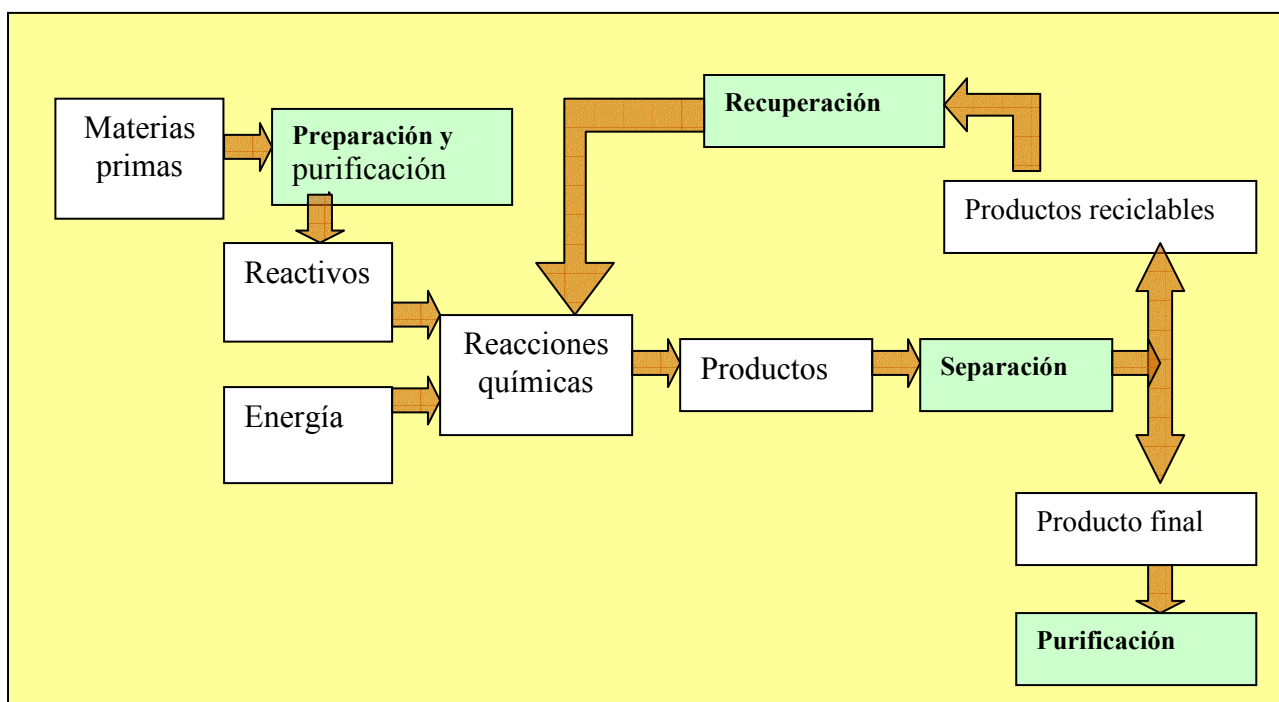 Materias
primas
Preparación y
purificación
Reactivos
Energía
Reacciones
químicas
Productos
Separación
Recuperación
Productos reciclables
Producto final
Purificación